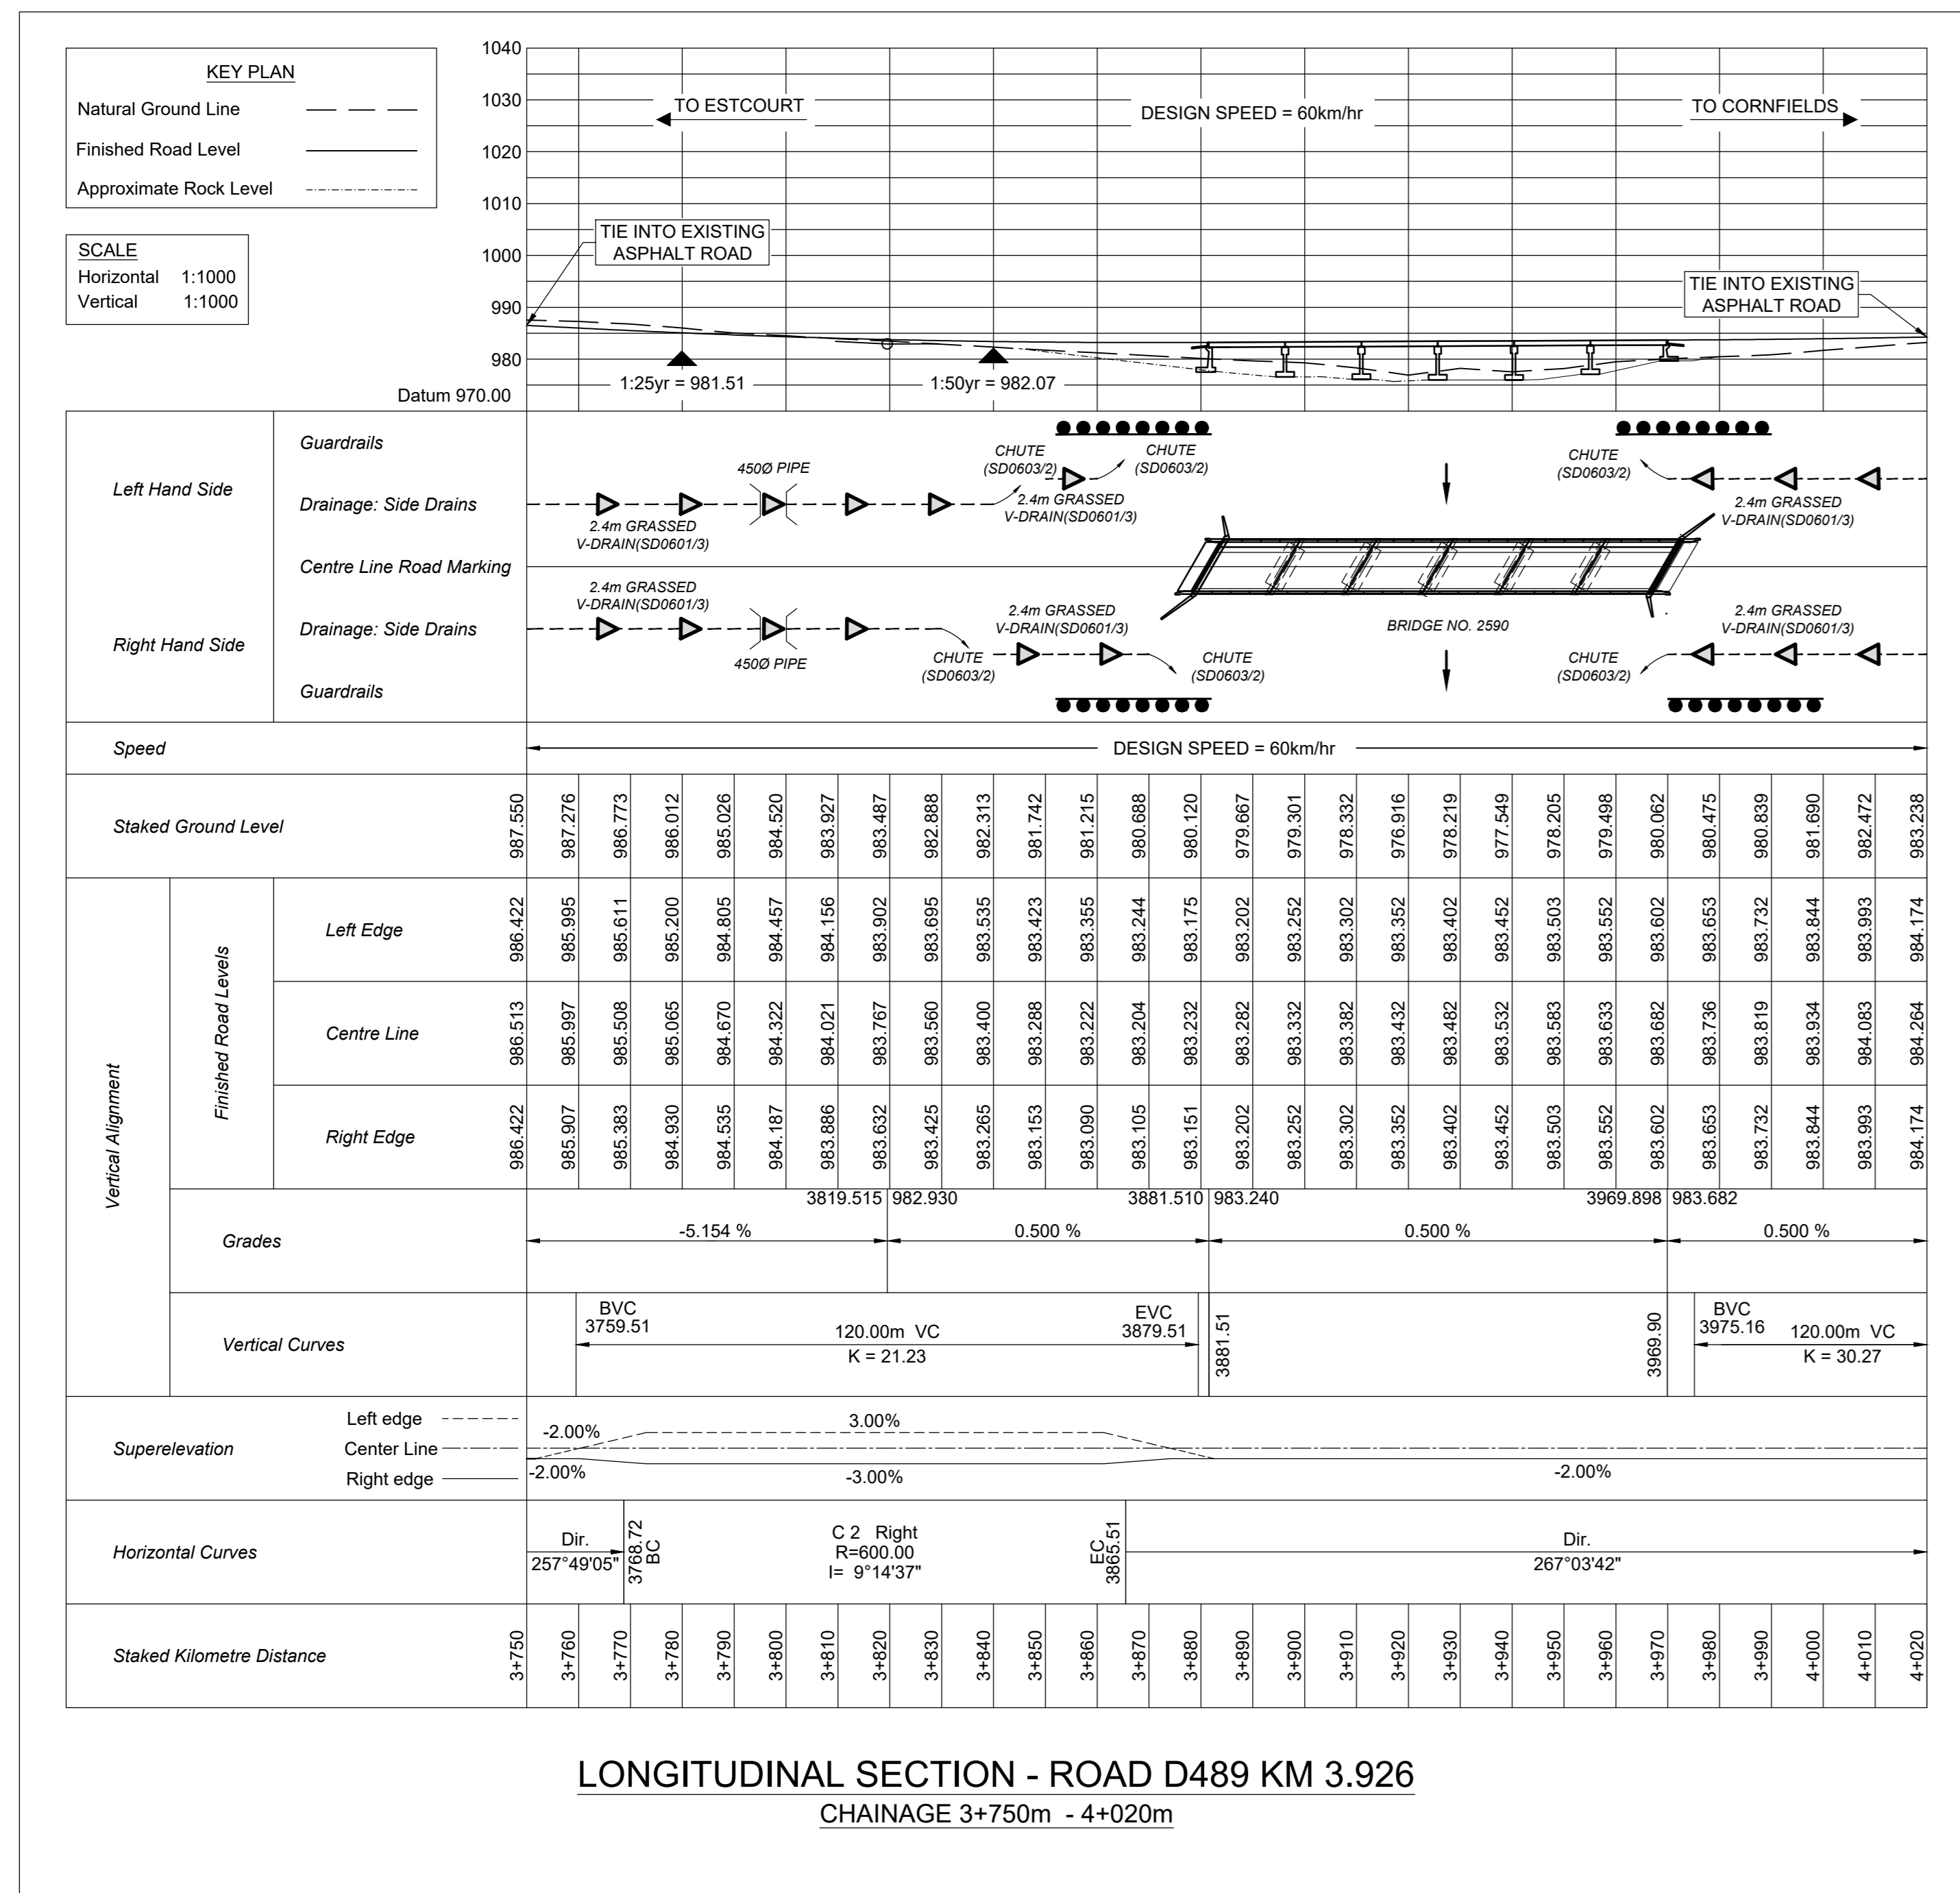 KEY PLAN
Natural Ground Line
Finished Road Level
Approximate Rock Level
SCALE
Horizontal 1:1000
Vertical 1:1000
1040
1030
1020
1010
1000
990
980
Datum 970.00
TO ESTCOURT
DESIGN SPEED = 60km/hr
TO CORNFIELDS
TIE INTO EXISTING
ASPHALT ROAD
TIE INTO EXISTING
ASPHALT ROAD
1:25yr = 981.51
1:50yr = 982.07
Left Hand Side
Right Hand Side
Guardrails
Drainage: Side Drains
Centre Line Road Marking
Drainage: Side Drains
Guardrails
450Ø PIPE
2.4m GRASSED
V-DRAIN(SD0601/3)
CHUTE
(SD0603/2)
CHUTE
(SD0603/2)
2.4m GRASSED
V-DRAIN(SD0601/3)
CHUTE
(SD0603/2)
2.4m GRASSED
V-DRAIN(SD0601/3)
2.4m GRASSED
V-DRAIN(SD0601/3)
450Ø PIPE
CHUTE
(SD0603/2)
2.4m GRASSED
V-DRAIN(SD0601/3)
CHUTE
(SD0603/2)
BRIDGE NO. 2590
CHUTE
(SD0603/2)
2.4m GRASSED
V-DRAIN(SD0601/3)
Speed
DESIGN SPEED = 60km/hr
Staked Ground Level
987.550 987.276 986.773 986.012 985.026 984.520 983.927 983.487 982.888 982.313 981.742 981.215 980.688 980.120 979.667 979.301 978.332 976.916 978.219 977.549 978.205 979.498 980.062 980.475 980.839 981.690 982.472 983.238
Vertical Alignment
Finished Road Levels
Left Edge
986.422 985.995 985.611 985.200 984.805 984.457 984.156 983.902 983.695 983.535 983.423 983.355 983.244 983.175 983.202 983.252 983.302 983.352 983.402 983.452 983.503 983.552 983.602 983.653 983.732 983.844 983.993 984.174
Centre Line
986.513 985.997 985.508 985.065 984.670 984.322 984.021 983.767 983.560 983.400 983.288 983.222 983.204 983.232 983.282 983.332 983.382 983.432 983.482 983.532 983.583 983.633 983.682 983.736 983.819 983.934 984.083 984.264
Right Edge
986.422 985.907 985.383 984.930 984.535 984.187 983.886 983.632 983.425 983.265 983.153 983.090 983.105 983.151 983.202 983.252 983.302 983.352 983.402 983.452 983.503 983.552 983.602 983.653 983.732 983.844 983.993 984.174
Grades
3819.515 982.930 3881.510 983.240 3969.898 983.682
-5.154 % 0.500 % 0.500 % 0.500 %
Vertical Curves
BVC
3759.51
120.00m VC
K = 21.23
EVC
3879.51
3881.51
3969.90
BVC
3975.16
120.00m VC
K = 30.27
Superelevation
Left edge
Center Line
Right edge
-2.00%
-2.00%
3.00%
-3.00%
-2.00%
Horizontal Curves
Dir.
257°49'05"
3768.72
BC
C 2 Right
R=600.00
I= 9°14'37"
EC
3865.51
Dir.
267°03'42"
Staked Kilometre Distance
3+750 3+760 3+770 3+780 3+790 3+800 3+810 3+820 3+830 3+840 3+850 3+860 3+870 3+880 3+890 3+900 3+910 3+920 3+930 3+940 3+950 3+960 3+970 3+980 3+990 4+000 4+010 4+020
LONGITUDINAL SECTION - ROAD D489 KM 3.926
CHAINAGE 3+750m - 4+020m